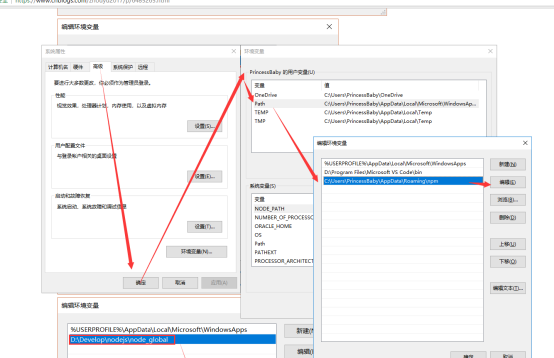 https://www.cnblogs.com/
编辑环境变量
系统属性
计算机名 硬件 高级 系统保护 远程
要进行大多数更改，你必须作为管理员登录。
性能
视觉效果，处理器计划，内存使用，以及虚拟内存
设置(S)...
用户配置文件
与登录帐户相关的桌面设置
设置(E)...
启动和故障恢复
系统启动、系统故障和调试信息
设置(T)...
环境变量(N)...
确定 取消 应用(A)
环境变量
PrincessBaby 的用户变量(U)
变量 值
OneDrive C:\Users\PrincessBaby\OneDrive
Path C:\Users\PrincessBaby\AppData\Local\Microsoft\WindowsAp...
TEMP C:\Users\PrincessBaby\AppData\Local\Temp
TMP C:\Users\PrincessBaby\AppData\Local\Temp
系统变量(S)
变量
NODE_PATH
NUMBER_OF_PROCESSC
ORACLE_HOME
OS
Path
PATHEXT
PROCESSOR_ARCHITECT
编辑环境变量
%USERPROFILE%\AppData\Local\Microsoft\WindowsApps
D:\Program Files\Microsoft VS Code\bin
C:\Users\PrincessBaby\AppData\Roaming\npm
新建(N)
编辑(E)
浏览(B)...
删除(D)
上移(U)
下移(O)
编辑文本(T)...
确定 取消
编辑环境变量
%USERPROFILE%\AppData\Local\Microsoft\WindowsApps
D:\Develop\nodejs\node_global
新建(
编辑(